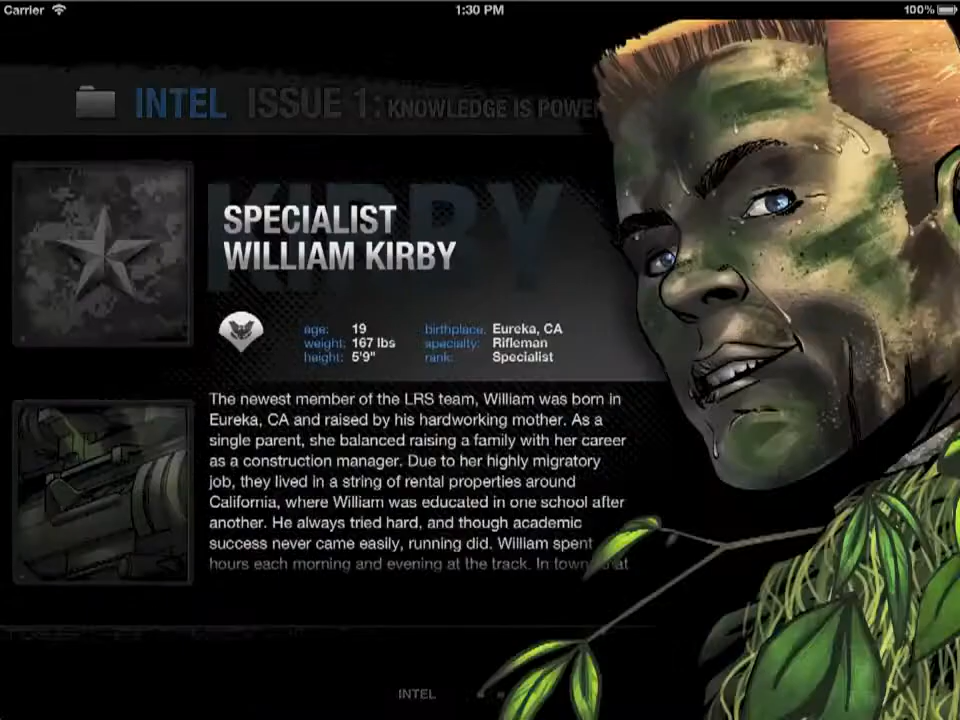 Carrier 1:30 PM 100%
INTEL ISSUE 1: KNOWLEDGE IS POWER
KIRBY
SPECIALIST
WILLIAM KIRBY
age: 19 birthplace: Eureka, CA
weight: 167 lbs specialty: Rifleman
height: 5'9" rank: Specialist
The newest member of the LRS team, William was born in
Eureka, CA and raised by his hardworking mother. As a
single parent, she balanced raising a family with her career
as a construction manager. Due to her highly migratory
job, they lived in a string of rental properties around
California, where William was educated in one school after
another. He always tried hard, and though academic
success never came easily, running did. William spent
hours each morning and evening at the track. In at
INTEL